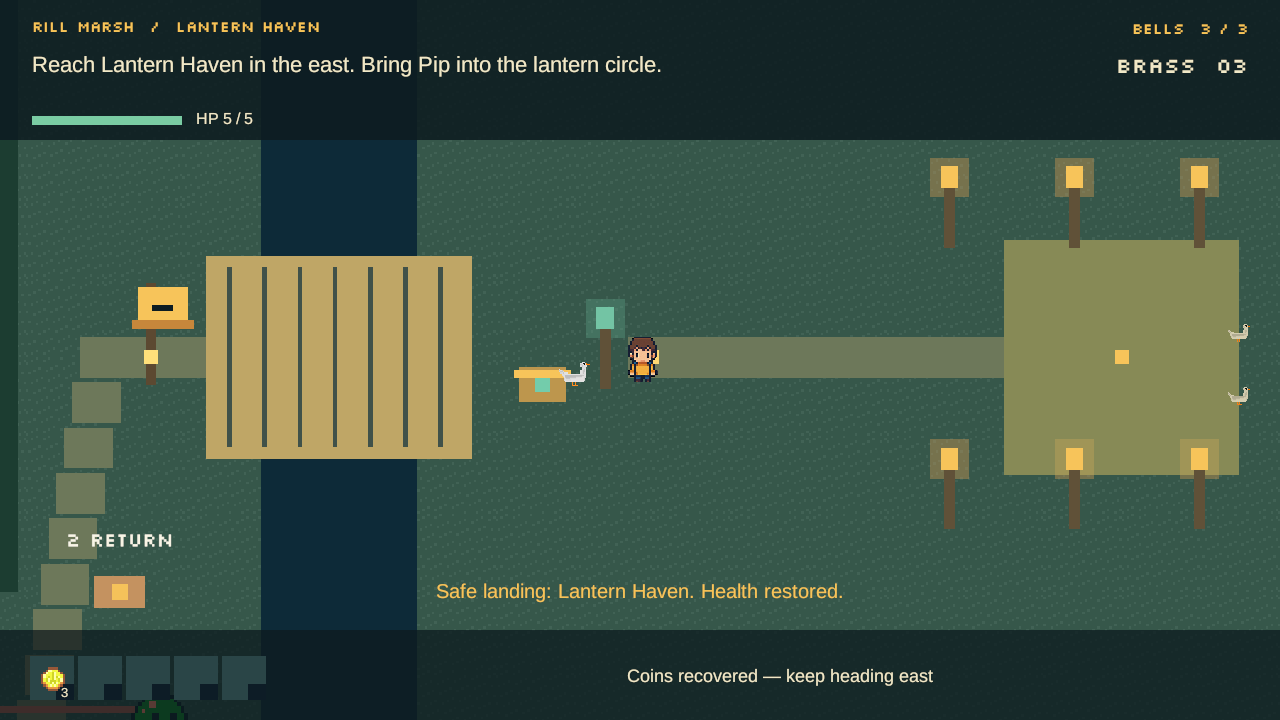 RILL MARSH / LANTERN HAVEN
BELLS 3 / 3
Reach Lantern Haven in the east. Bring Pip into the lantern circle.
BRASS 03
HP 5 / 5
2 RETURN
Safe landing: Lantern Haven. Health restored.
Coins recovered — keep heading east
3